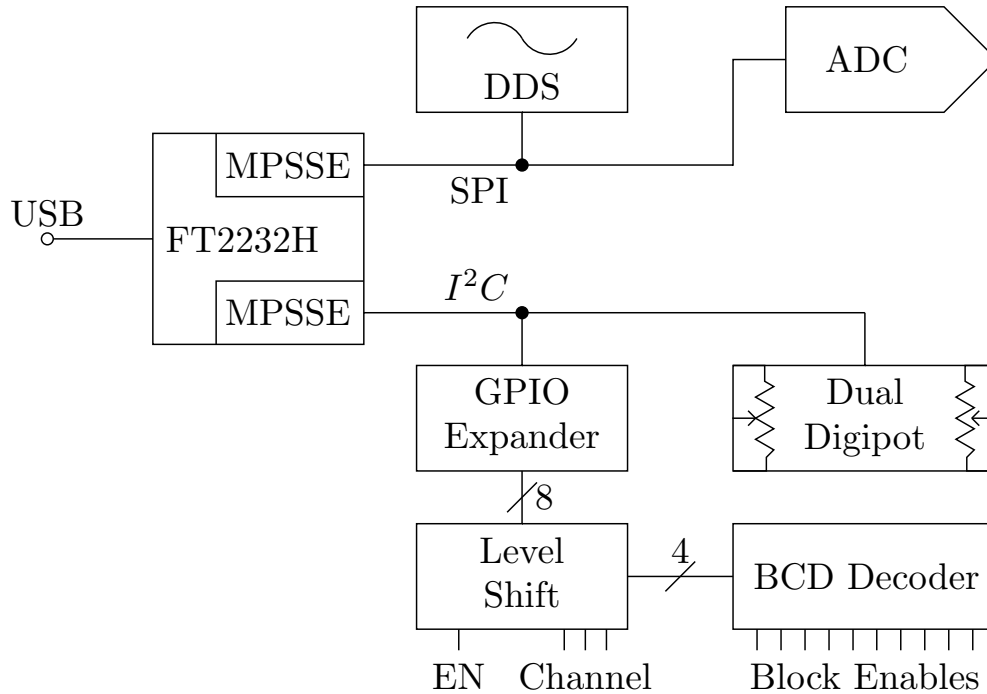 DDS
ADC
MPSSE
SPI
USB
FT2232H
I²C
MPSSE
GPIO
Expander
Dual
Digipot
8
Level
Shift
4
BCD Decoder
EN
Channel
Block Enables